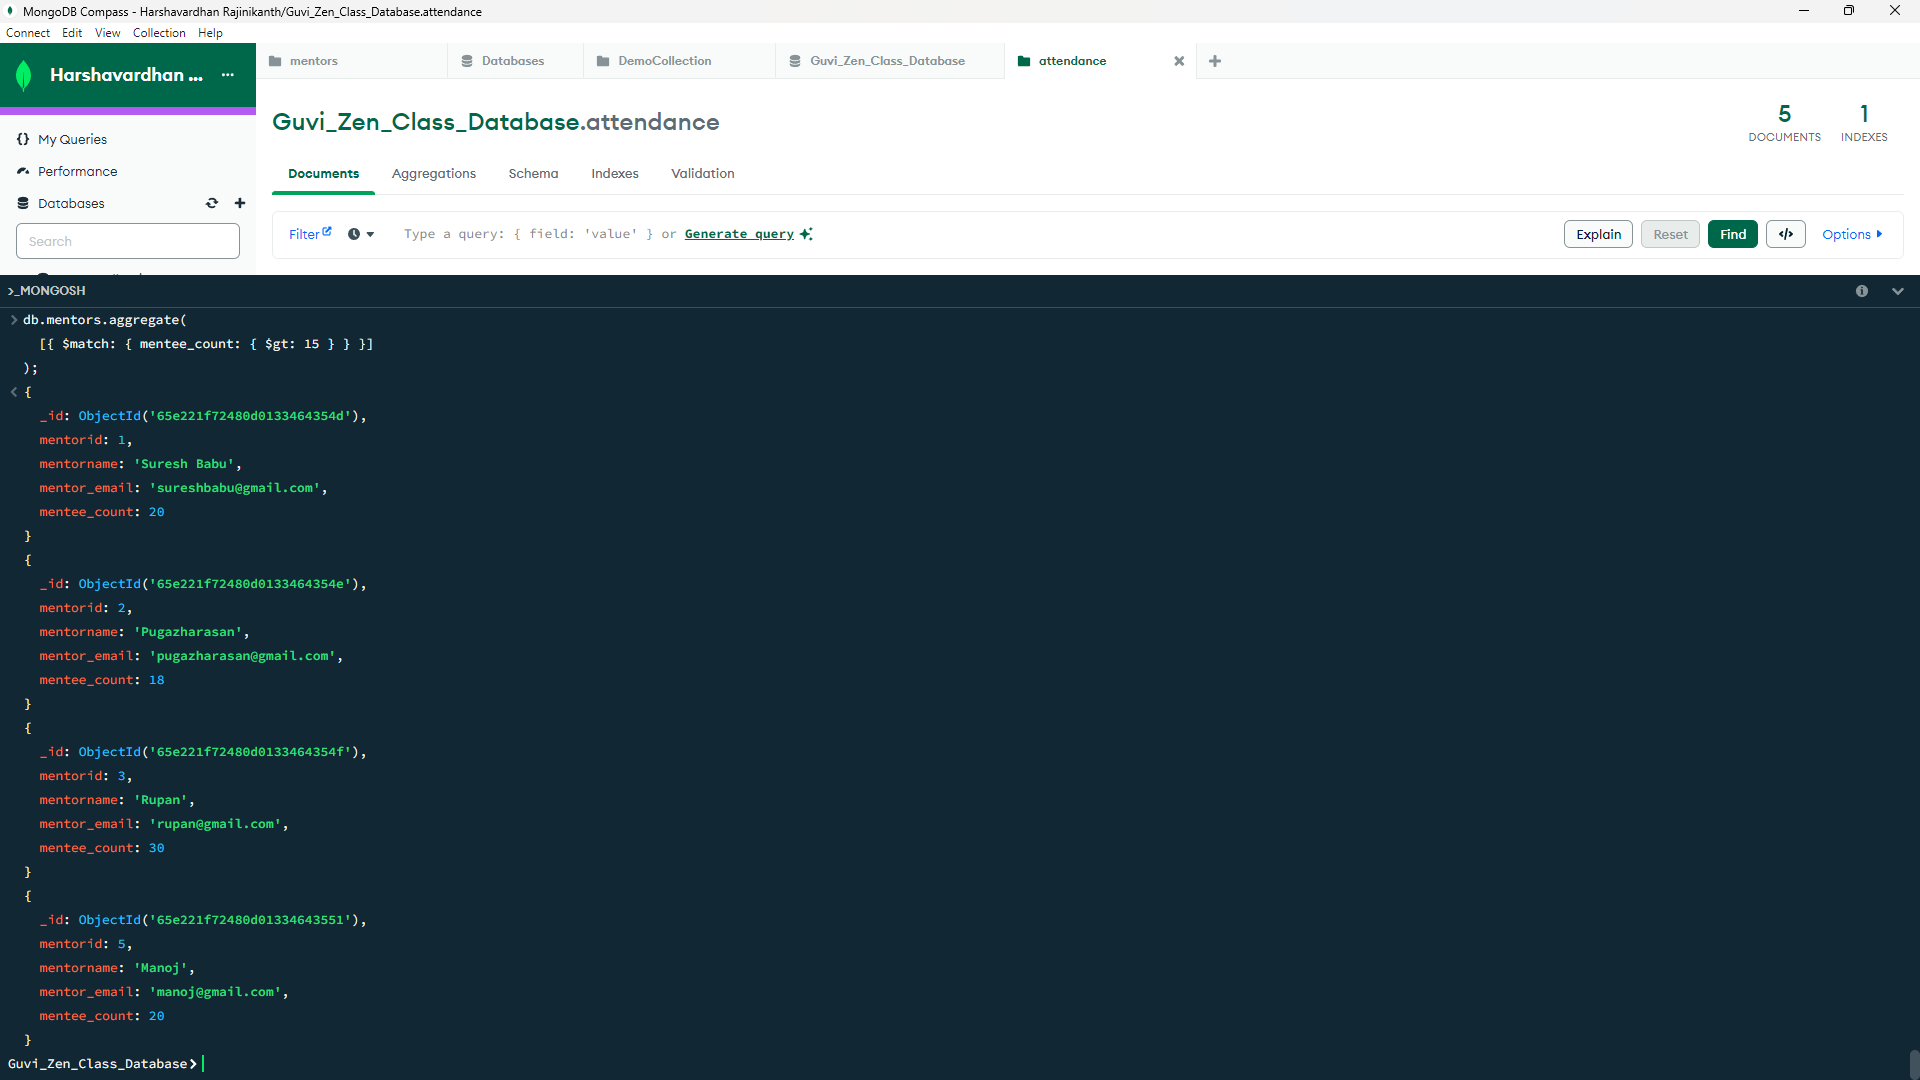 MongoDB Compass - Harshavardhan Rajinikanth/Guvi_Zen_Class_Database.attendance
Connect Edit View Collection Help
Harshavardhan ...
mentors Databases DemoCollection Guvi_Zen_Class_Database attendance
My Queries
Performance
Databases
Search
Guvi_Zen_Class_Database.attendance
5 DOCUMENTS 1 INDEXES
Documents Aggregations Schema Indexes Validation
Filter Type a query: { field: 'value' } or Generate query Explain Reset Find </> Options
>_MONGOSH
> db.mentors.aggregate(
[{ $match: { mentee_count: { $gt: 15 } } }]
);
< {
_id: ObjectId('65e221f72480d0133464354d'),
mentorid: 1,
mentorname: 'Suresh Babu',
mentor_email: 'sureshbabu@gmail.com',
mentee_count: 20
}
{
_id: ObjectId('65e221f72480d0133464354e'),
mentorid: 2,
mentorname: 'Pugazharasan',
mentor_email: 'pugazharasan@gmail.com',
mentee_count: 18
}
{
_id: ObjectId('65e221f72480d0133464354f'),
mentorid: 3,
mentorname: 'Rupan',
mentor_email: 'rupan@gmail.com',
mentee_count: 30
}
{
_id: ObjectId('65e221f72480d01334643551'),
mentorid: 5,
mentorname: 'Manoj',
mentor_email: 'manoj@gmail.com',
mentee_count: 20
}
Guvi_Zen_Class_Database>